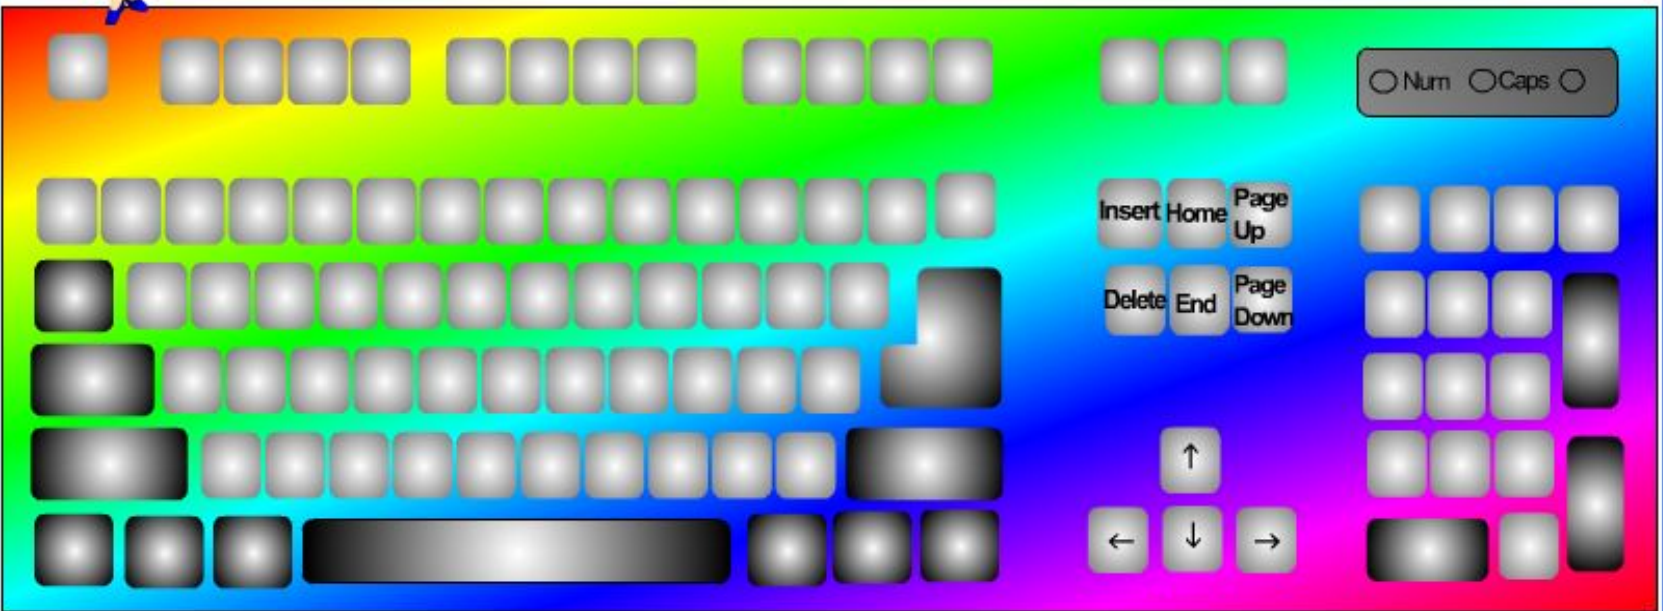 Num Caps
Insert Home Page
Up
Delete End Page
Down
↑
← ↓ →